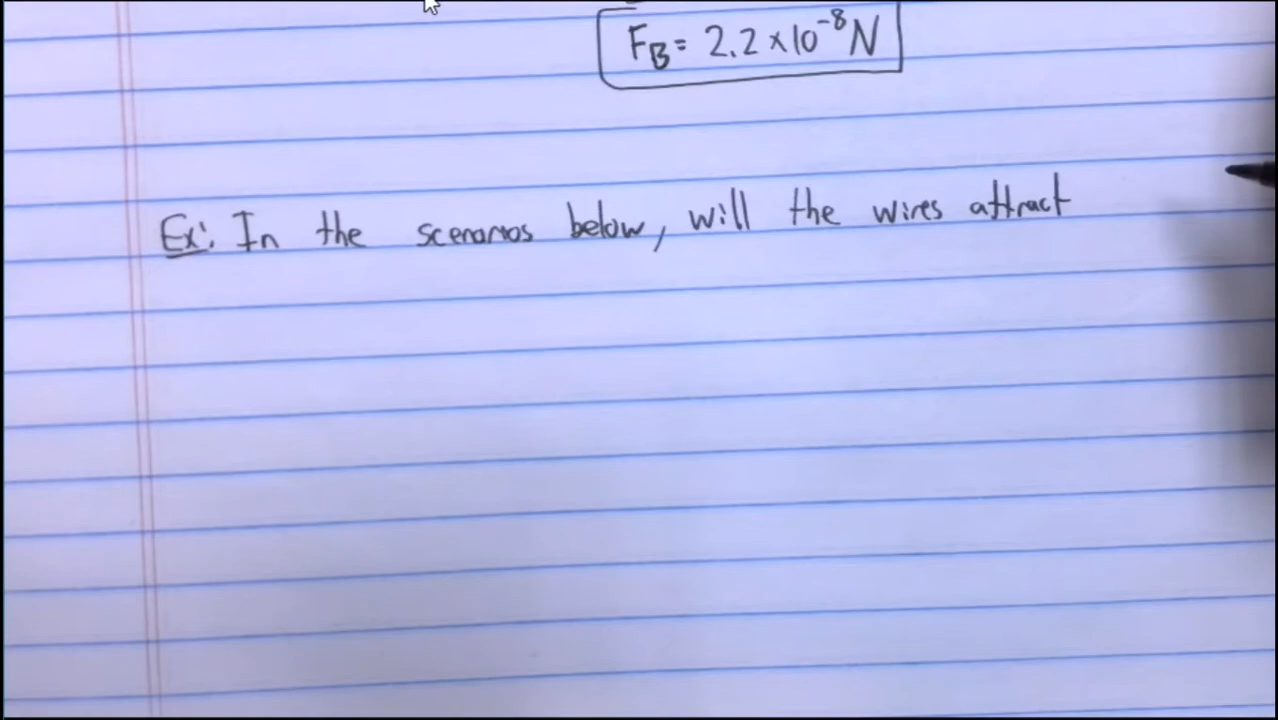 F_B = 2.2 × 10⁻⁸ N
Ex: In the scenarios below, will the wires attract